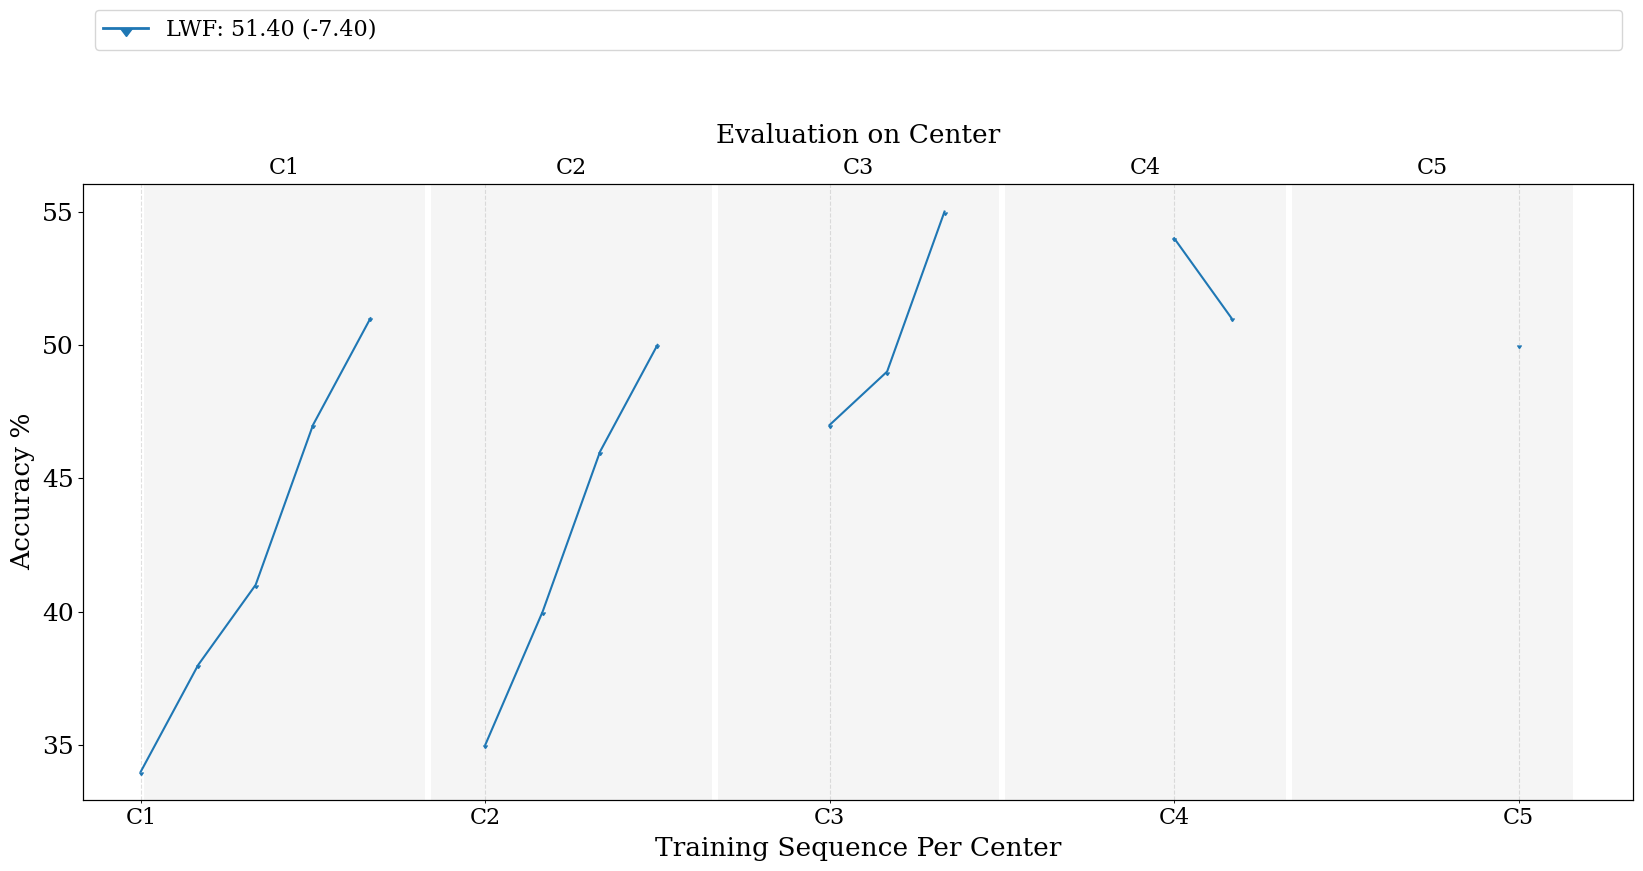 LWF: 51.40 (-7.40)
Evaluation on Center
C1 C2 C3 C4 C5
55
50
45
40
35
Accuracy %
C1 C2 C3 C4 C5
Training Sequence Per Center